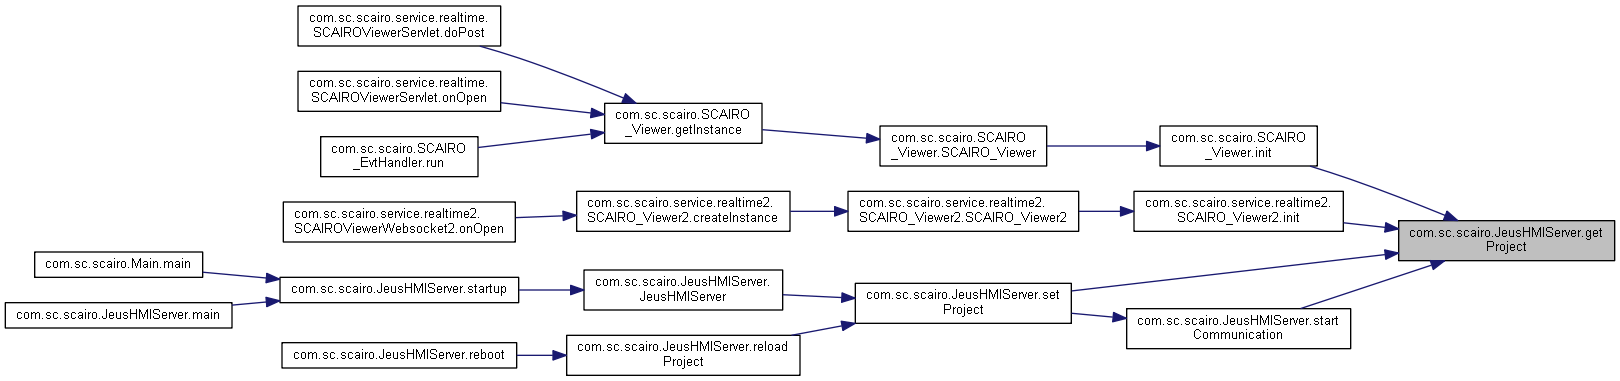 com.sc.scairo.service.realtime.
SCAIROViewerServlet.doPost
com.sc.scairo.service.realtime.
SCAIROViewerServlet.onOpen
com.sc.scairo.SCAIRO
_EvtHandler.run
com.sc.scairo.SCAIRO
_Viewer.getInstance
com.sc.scairo.SCAIRO
_Viewer.SCAIRO_Viewer
com.sc.scairo.SCAIRO
_Viewer.init
com.sc.scairo.service.realtime2.
SCAIROViewerWebsocket2.onOpen
com.sc.scairo.service.realtime2.
SCAIRO_Viewer2.createInstance
com.sc.scairo.service.realtime2.
SCAIRO_Viewer2.SCAIRO_Viewer2
com.sc.scairo.service.realtime2.
SCAIRO_Viewer2.init
com.sc.scairo.JeusHMIServer.get
Project
com.sc.scairo.Main.main
com.sc.scairo.JeusHMIServer.main
com.sc.scairo.JeusHMIServer.startup
com.sc.scairo.JeusHMIServer.
JeusHMIServer
com.sc.scairo.JeusHMIServer.set
Project
com.sc.scairo.JeusHMIServer.start
Communication
com.sc.scairo.JeusHMIServer.reboot
com.sc.scairo.JeusHMIServer.reload
Project